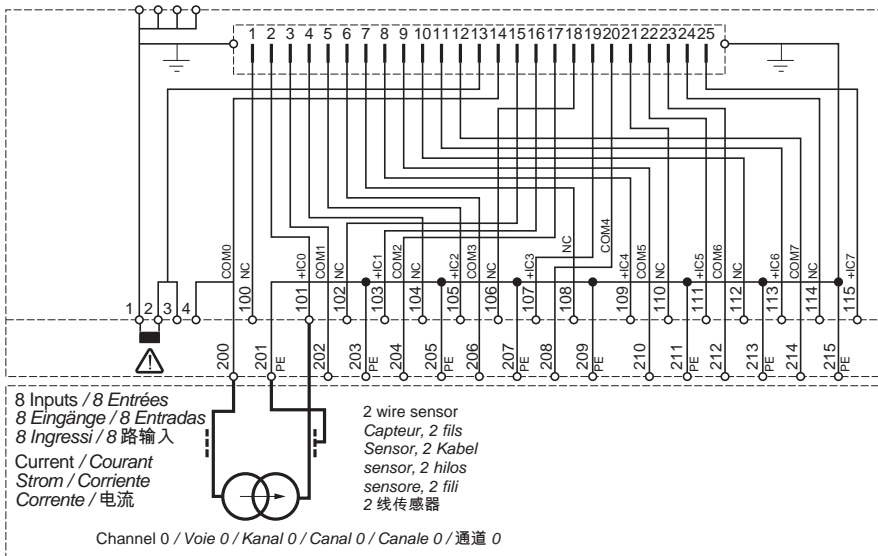 1 2 3 4 5 6 7 8 9 10 11 12 13 14 15 16 17 18 19 20 21 22 23 24 25
COM0 NC +IC0 COM1 NC +IC1 COM2 NC +IC2 COM3 NC +IC3 NC COM4 +IC4 COM5 NC +IC5 COM6 NC +IC6 COM7 NC +IC7
1 2 3 4 100 101 102 103 104 105 106 107 108 109 110 111 112 113 114 115
200 201 PE 202 203 PE 204 205 PE 206 207 PE 208 209 PE 210 211 PE 212 213 PE 214 215 PE
8 Inputs / 8 Entrées
8 Eingänge / 8 Entradas
8 Ingressi / 8 路输入
Current / Courant
Strom / Corriente
Corrente / 电流
2 wire sensor
Capteur, 2 fils
Sensor, 2 Kabel
sensor, 2 hilos
sensore, 2 fili
2 线传感器
Channel 0 / Voie 0 / Kanal 0 / Canal 0 / Canale 0 / 通道 0